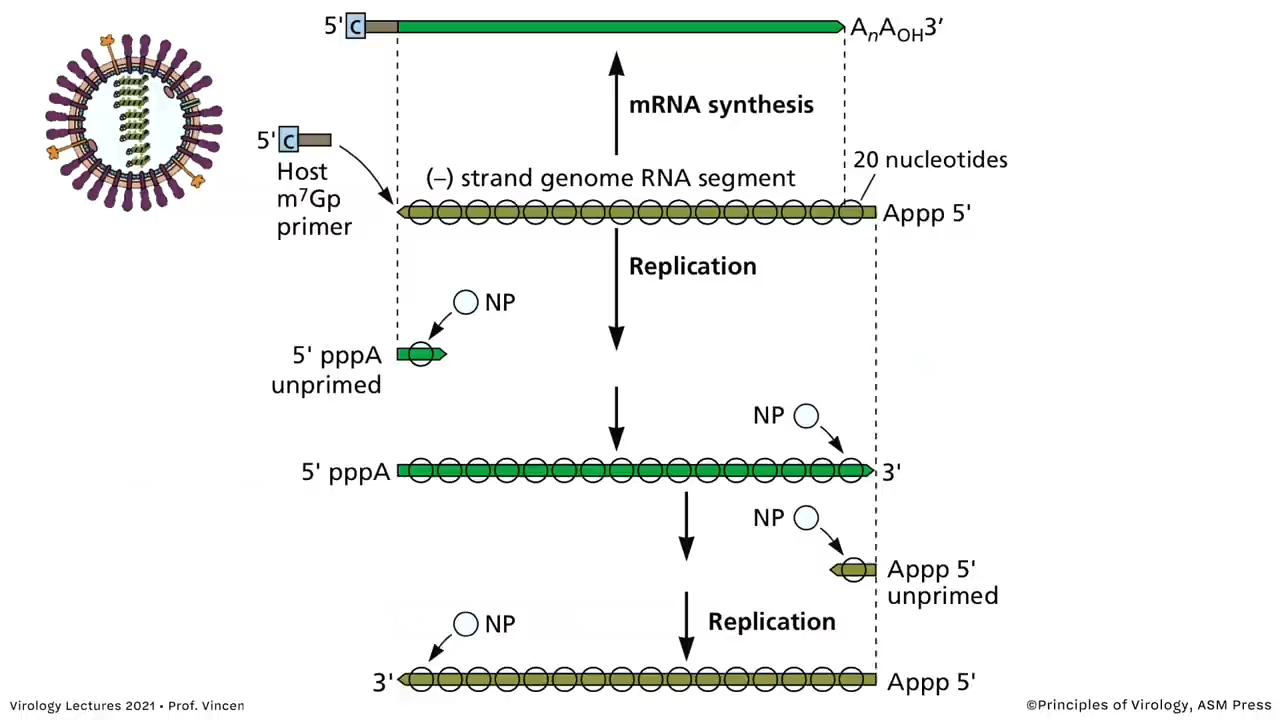 5' c AnAOH3'
mRNA synthesis
5' c
Host
m7Gp
primer
20 nucleotides
(–) strand genome RNA segment
Appp 5'
Replication
NP
5' pppA
unprimed
NP
5' pppA 3'
NP
Appp 5'
unprimed
Replication
NP
3' Appp 5'
Virology Lectures 2021 • Prof. Vincen
©Principles of Virology, ASM Press